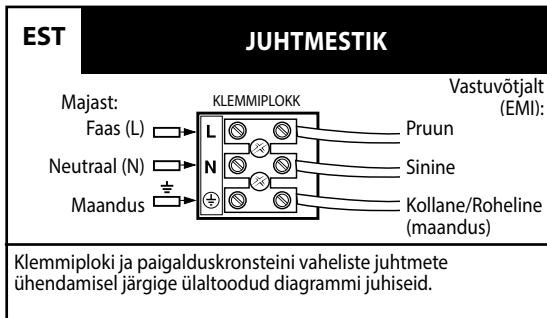 EST
JUHTMESTIK
Majast:
KLEMMIPLOKK
Vastuvõtjalt
(EMI):
Faas (L)
L
Pruun
Neutraal (N)
N
Sinine
Maandus
Kollane/Roheline
(maandus)
Klemmiploki ja paigalduskronsteini vaheliste juhtmete
ühendamisel järgige ülaltoodud diagrammi juhiseid.